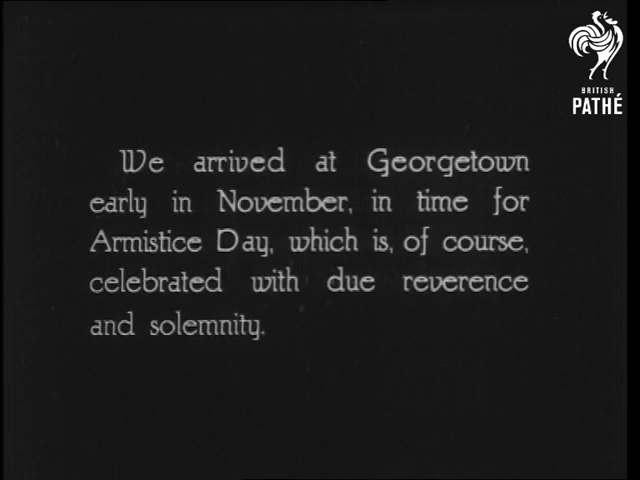 BRITISH
PATHÉ
We arrived at Georgetown
early in November, in time for
Armistice Day, which is, of course,
celebrated with due reverence
and solemnity.